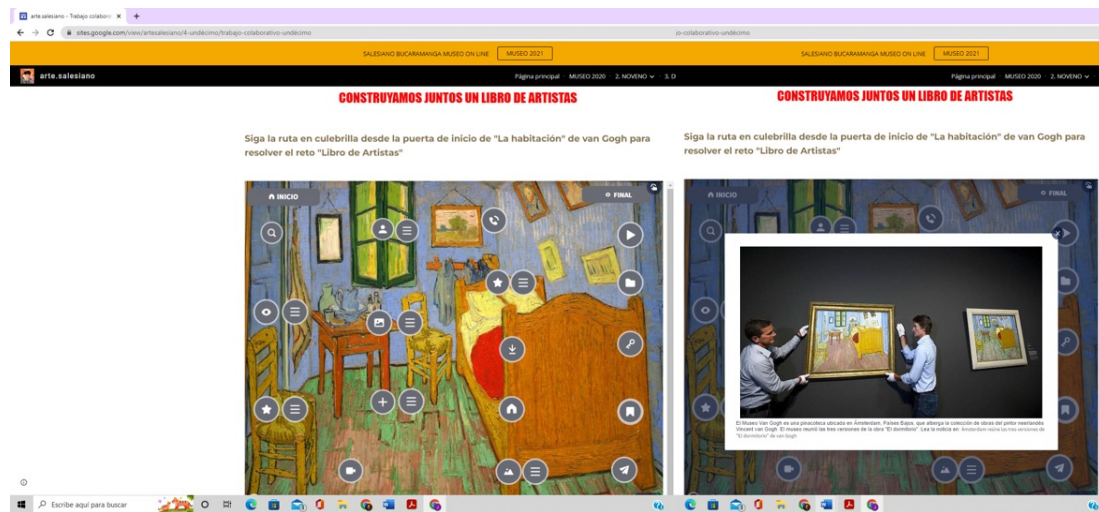 arte.salesiano - Trabajo colabor
sites.google.com/view/artesalesiano/4-undécimo/trabajo-colaborativo-undécimo
jo-colaborativo-undécimo
SALESIANO BUCARAMANGA MUSEO ON LINE MUSEO 2021
SALESIANO BUCARAMANGA MUSEO ON LINE MUSEO 2021
arte.salesiano
Página principal MUSEO 2020 2. NOVENO 3. D
Página principal MUSEO 2020 2. NOVENO
CONSTRUYAMOS JUNTOS UN LIBRO DE ARTISTAS
Siga la ruta en culebrilla desde la puerta de inicio de "La habitación" de van Gogh para
resolver el reto "Libro de Artistas"
INICIO
FINAL
CONSTRUYAMOS JUNTOS UN LIBRO DE ARTISTAS
Siga la ruta en culebrilla desde la puerta de inicio de "La habitación" de van Gogh para
resolver el reto "Libro de Artistas"
INICIO
FINAL
El Museo Van Gogh es una pinacoteca ubicada en Ámsterdam, Países Bajos, que alberga la colección de obras del pintor neerlandés
Vincent van Gogh. El museo reunió las tres versiones de la obra "El dormitorio". Lea la noticia en: Ámsterdam reúne las tres versiones de
"El dormitorio" de van Gogh
Escribe aquí para buscar